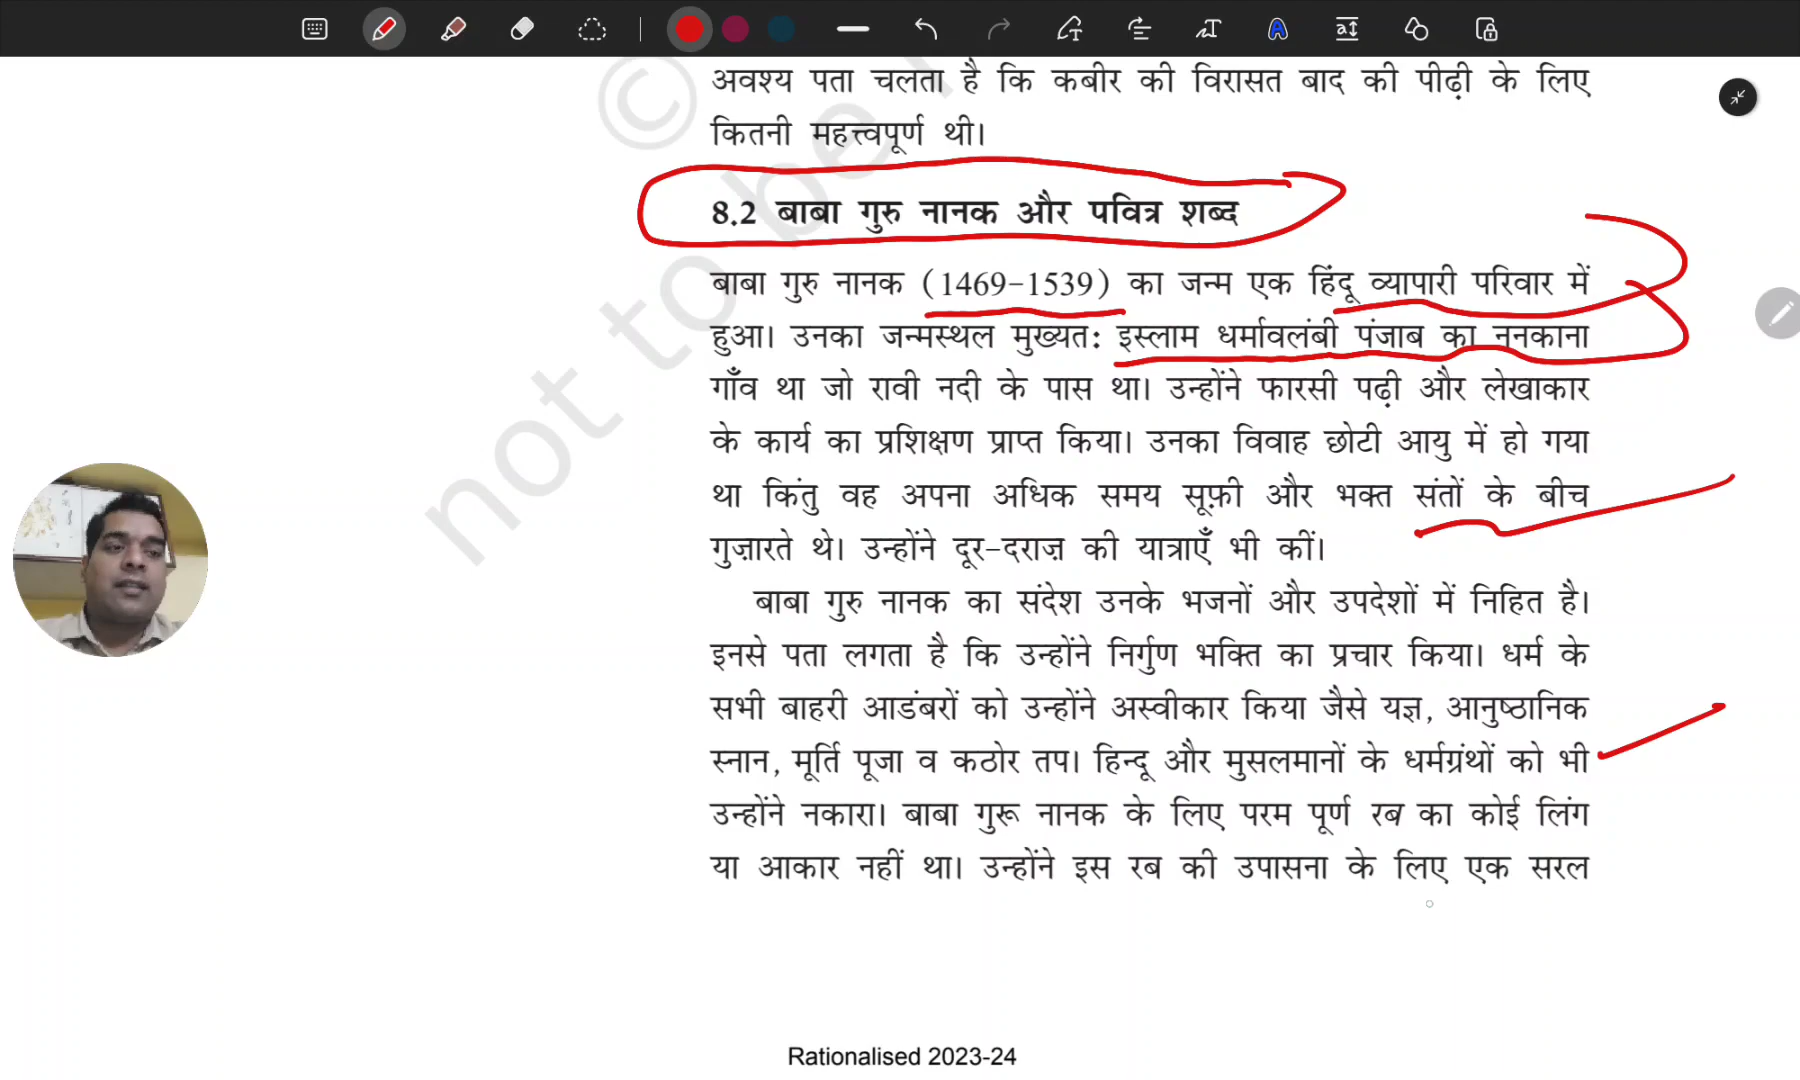 अवश्य पता चलता है कि कबीर की विरासत बाद की पीढ़ी के लिए
कितनी महत्त्वपूर्ण थी।
8.2 बाबा गुरु नानक और पवित्र शब्द
बाबा गुरु नानक (1469-1539) का जन्म एक हिंदू व्यापारी परिवार में
हुआ। उनका जन्मस्थल मुख्यत: इस्लाम धर्मावलंबी पंजाब का ननकाना
गाँव था जो रावी नदी के पास था। उन्होंने फारसी पढ़ी और लेखाकार
के कार्य का प्रशिक्षण प्राप्त किया। उनका विवाह छोटी आयु में हो गया
था किंतु वह अपना अधिक समय सूफ़ी और भक्त संतों के बीच
गुज़ारते थे। उन्होंने दूर-दराज़ की यात्राएँ भी कीं।
बाबा गुरु नानक का संदेश उनके भजनों और उपदेशों में निहित है।
इनसे पता लगता है कि उन्होंने निर्गुण भक्ति का प्रचार किया। धर्म के
सभी बाहरी आडंबरों को उन्होंने अस्वीकार किया जैसे यज्ञ, आनुष्ठानिक
स्नान, मूर्ति पूजा व कठोर तप। हिन्दू और मुसलमानों के धर्मग्रंथों को भी
उन्होंने नकारा। बाबा गुरू नानक के लिए परम पूर्ण रब का कोई लिंग
या आकार नहीं था। उन्होंने इस रब की उपासना के लिए एक सरल
© not to be r
Rationalised 2023-24